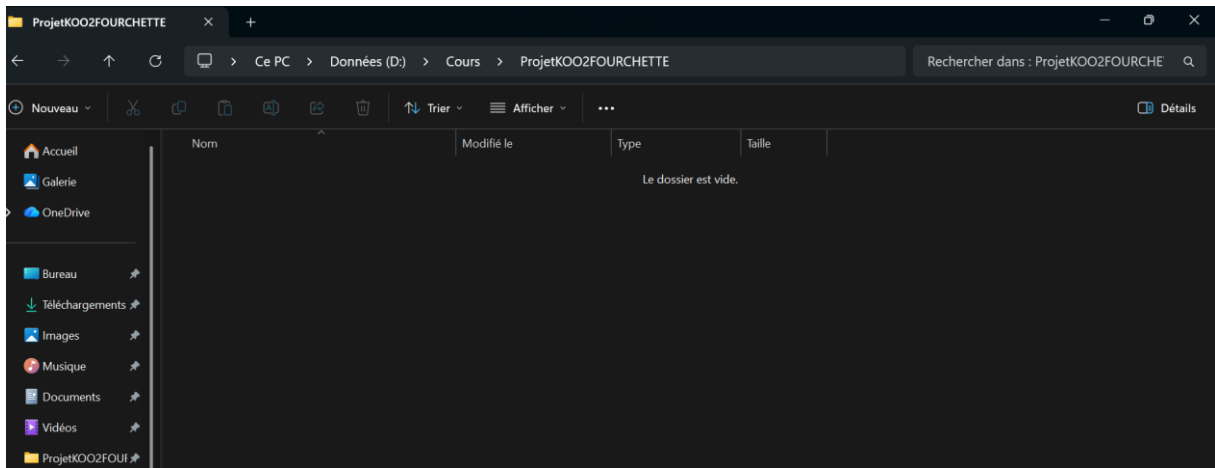 ProjetKOO2FOURCHETTE
Ce PC > Données (D:) > Cours > ProjetKOO2FOURCHETTE
Rechercher dans : ProjetKOO2FOURCHE
Nouveau
Trier
Afficher
Détails
Nom
Modifié le
Type
Taille
Le dossier est vide.
Accueil
Galerie
OneDrive
Bureau
Téléchargements
Images
Musique
Documents
Vidéos
ProjetKOO2FOUF